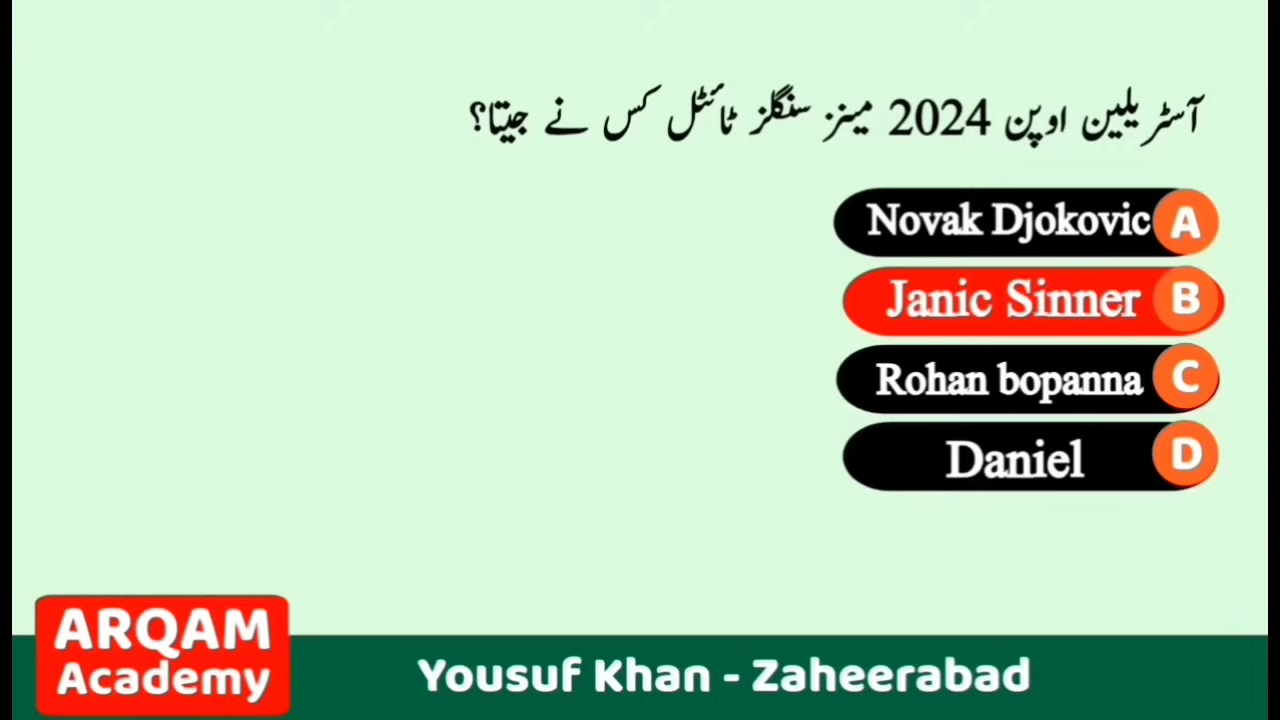 آسٹریلین اوپن 2024 مینز سنگلز ٹائٹل کس نے جیتا؟
Novak Djokovic A
Janic Sinner B
Rohan bopanna C
Daniel D
ARQAM
Academy
Yousuf Khan - Zaheerabad